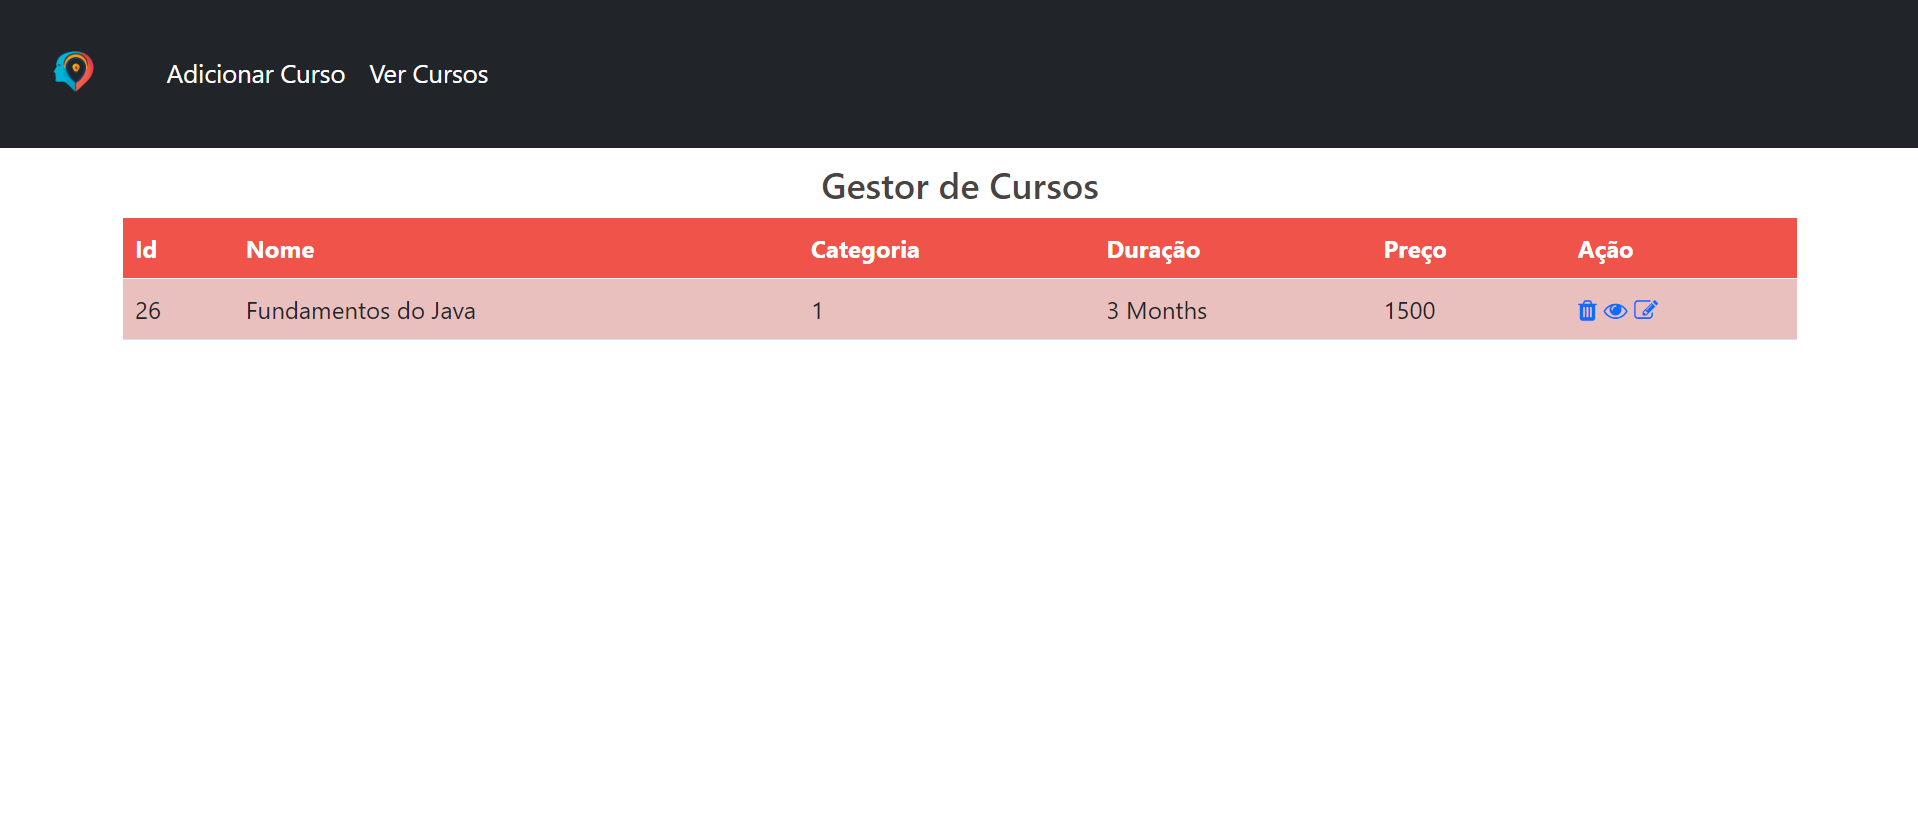 Adicionar Curso Ver Cursos
Gestor de Cursos
Id Nome Categoria Duração Preço Ação
26 Fundamentos do Java 1 3 Months 1500